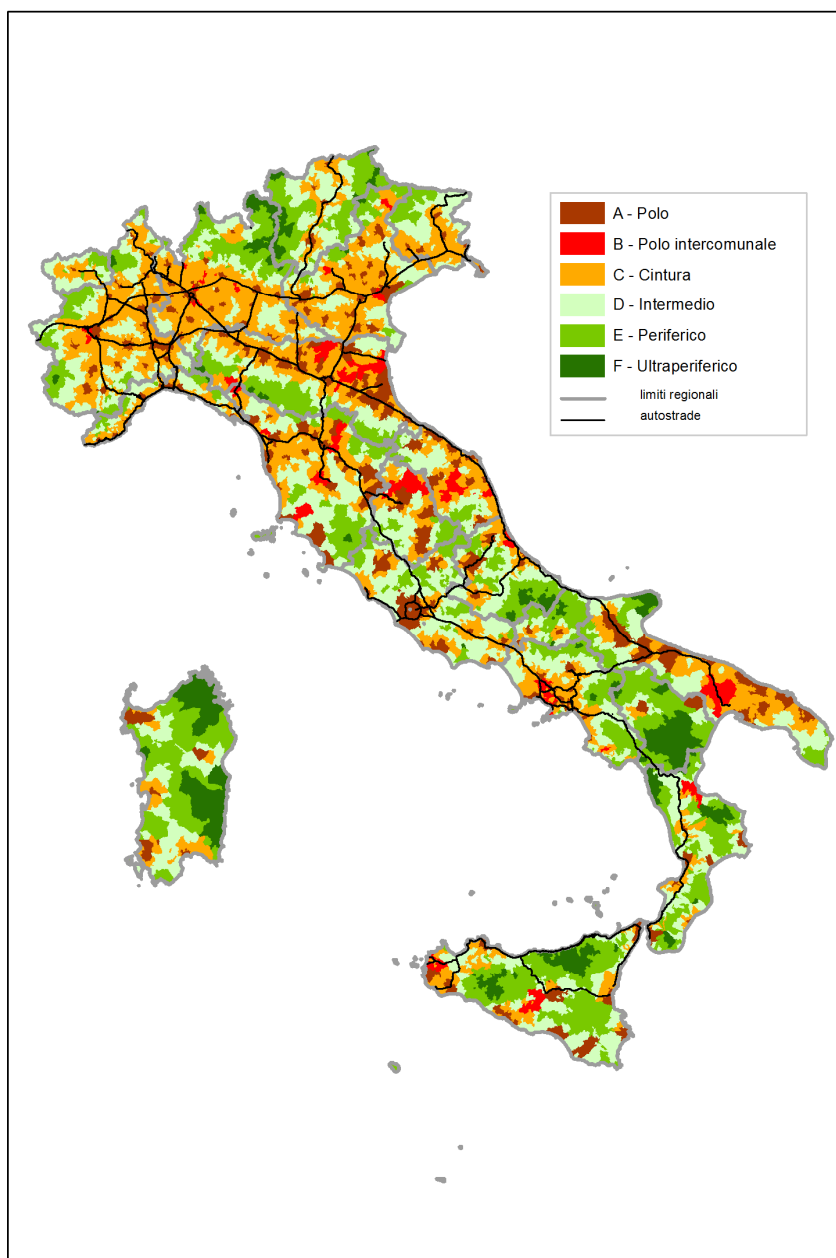 A - Polo
B - Polo intercomunale
C - Cintura
D - Intermedio
E - Periferico
F - Ultraperiferico
limiti regionali
autostrade